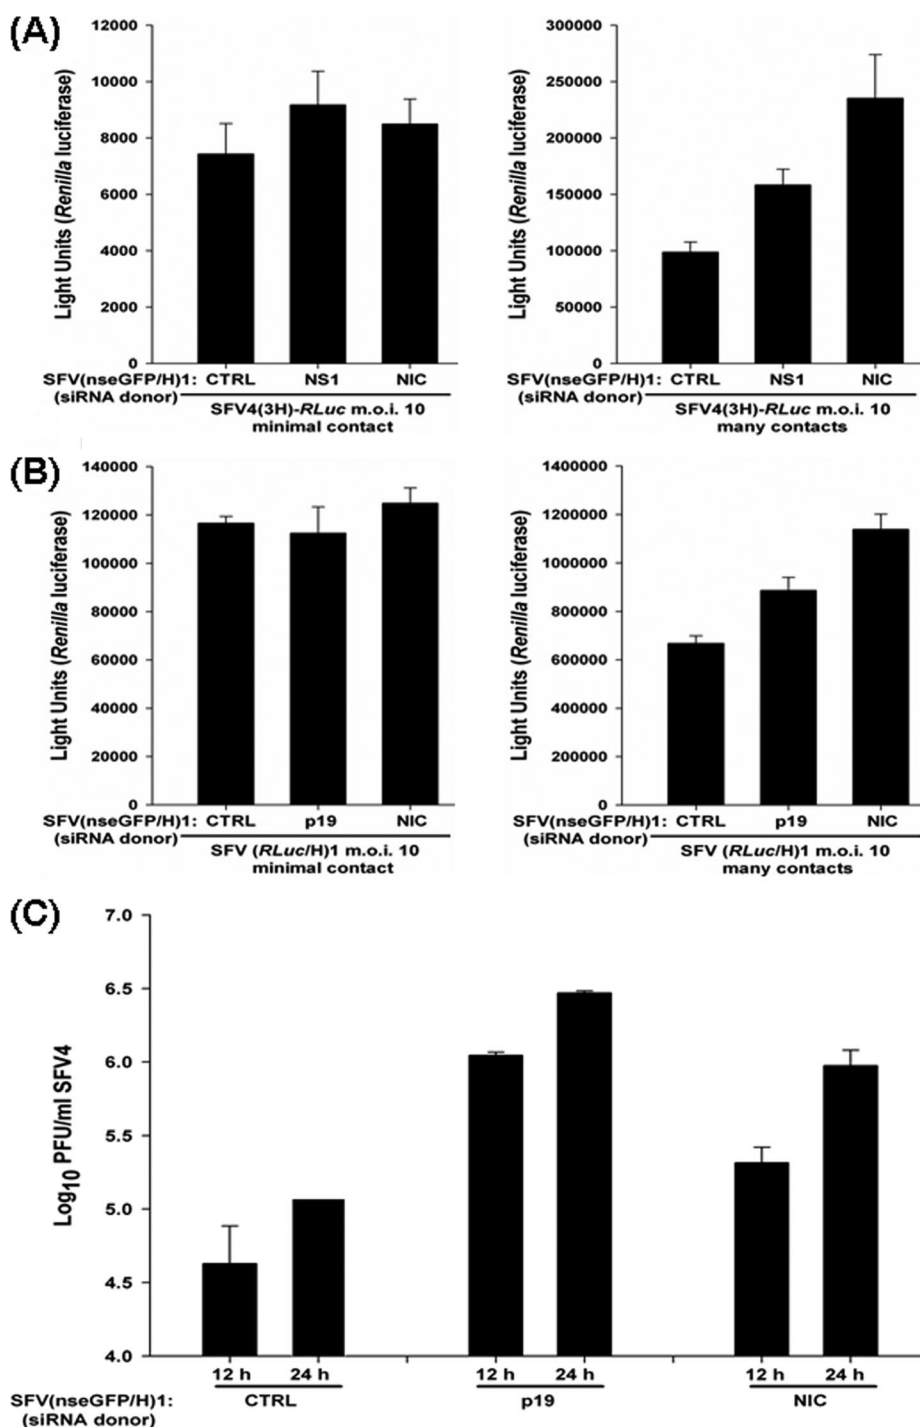 (A)
Light Units (Renilla luciferase)
12000
10000
8000
6000
4000
2000
0
SFV(nseGFP/H)1: CTRL NS1 NIC
(siRNA donor)
SFV4(3H)-RLuc m.o.i. 10
minimal contact
Light Units (Renilla luciferase)
300000
250000
200000
150000
100000
50000
0
SFV(nseGFP/H)1: CTRL NS1 NIC
(siRNA donor)
SFV4(3H)-RLuc m.o.i. 10
many contacts
(B)
Light Units (Renilla luciferase)
140000
120000
100000
80000
60000
40000
20000
0
SFV(nseGFP/H)1: CTRL p19 NIC
(siRNA donor)
SFV (RLuc/H)1 m.o.i. 10
minimal contact
Light Units (Renilla luciferase)
1400000
1200000
1000000
800000
600000
400000
200000
0
SFV(nseGFP/H)1: CTRL p19 NIC
(siRNA donor)
SFV (RLuc/H)1 m.o.i. 10
many contacts
(C)
Log10 PFU/ml SFV4
7.0
6.5
6.0
5.5
5.0
4.5
4.0
12 h 24 h 12 h 24 h 12 h 24 h
SFV(nseGFP/H)1: CTRL p19 NIC
(siRNA donor)